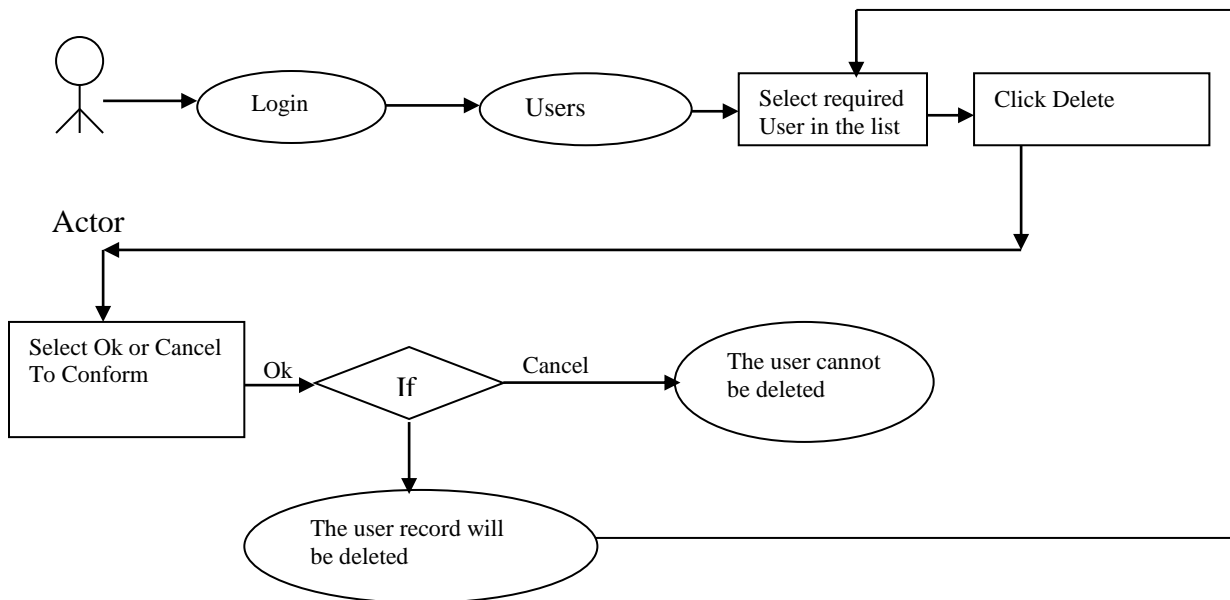 Login
Users
Select required
User in the list
Click Delete
Actor
Select Ok or Cancel
To Conform
Ok
If
Cancel
The user cannot
be deleted
The user record will
be deleted